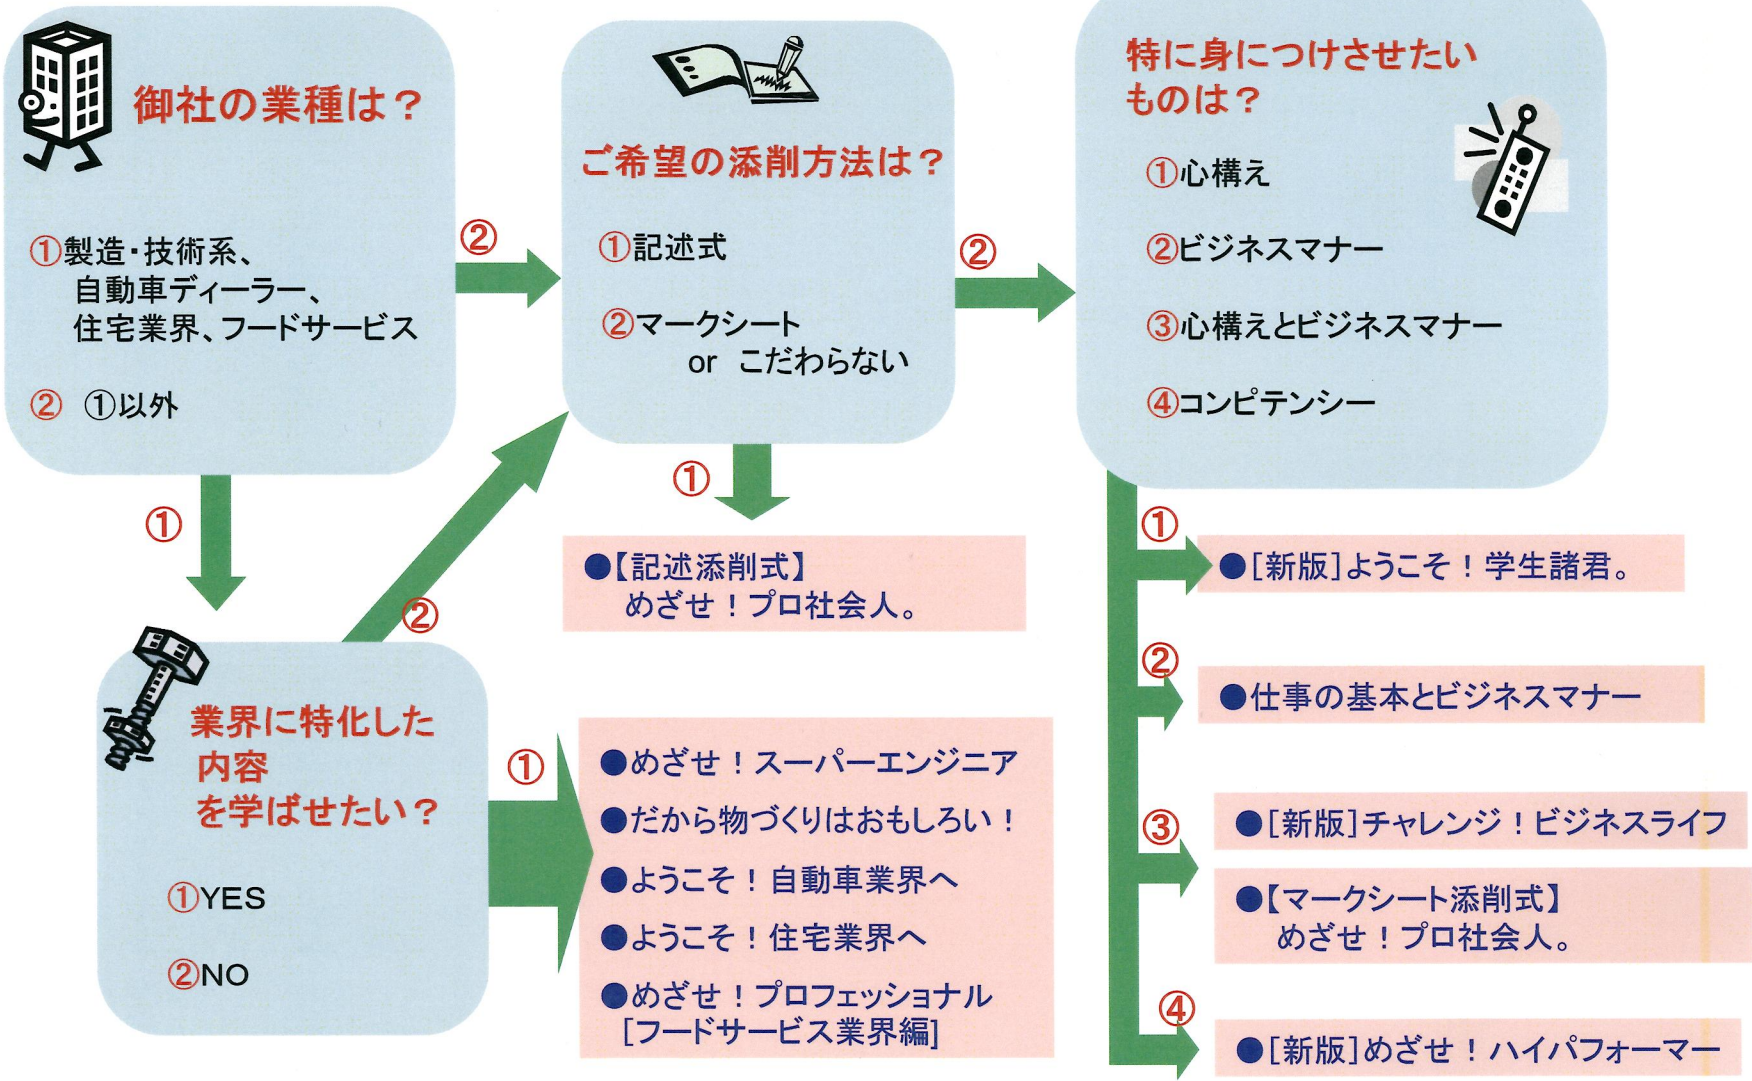 御社の業種は？
①製造・技術系、
自動車ディーラー、
住宅業界、フードサービス
②　①以外
②
①
ご希望の添削方法は？
①記述式
②マークシート
or　こだわらない
②
①
特に身につけさせたい
ものは？
①心構え
②ビジネスマナー
③心構えとビジネスマナー
④コンピテンシー
●【記述添削式】
めざせ！プロ社会人。
②
業界に特化した
内容
を学ばせたい？
①YES
②NO
①
●めざせ！スーパーエンジニア
●だから物づくりはおもしろい！
●ようこそ！自動車業界へ
●ようこそ！住宅業界へ
●めざせ！プロフェッショナル
［フードサービス業界編］
①
●［新版］ようこそ！学生諸君。
②
●仕事の基本とビジネスマナー
③
●［新版］チャレンジ！ビジネスライフ
●【マークシート添削式】
めざせ！プロ社会人。
④
●［新版］めざせ！ハイパフォーマー